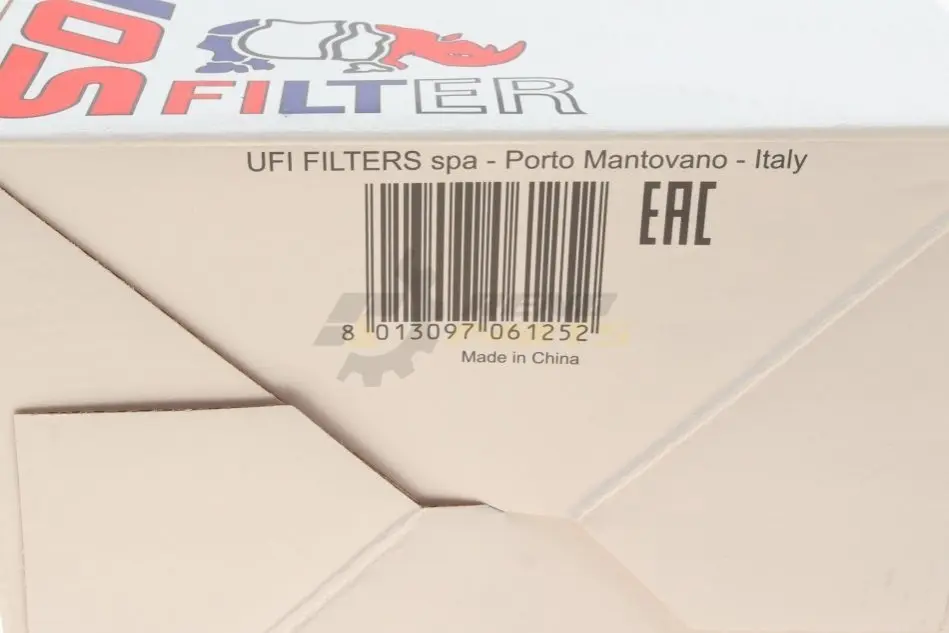 FILTER
UFI FILTERS spa - Porto Mantovano - Italy
EAC
8 013097 061252
Made in China